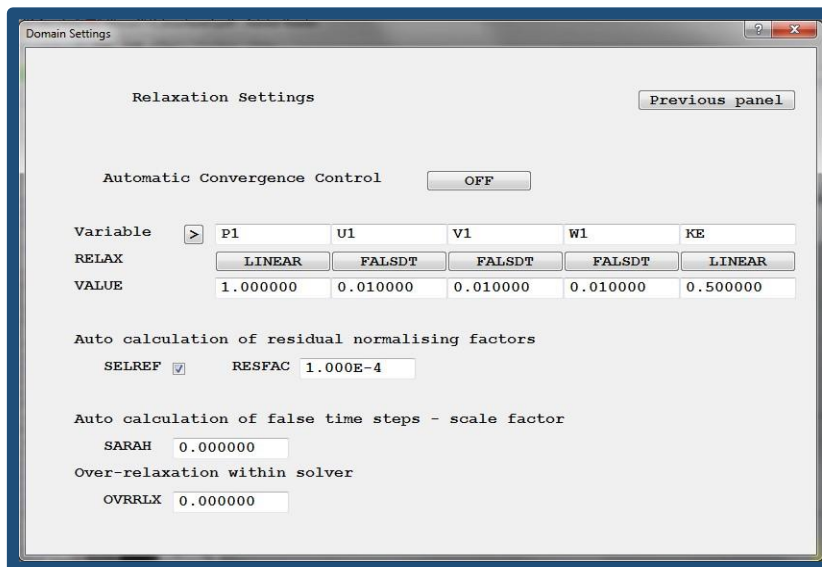 Domain Settings
?
Relaxation Settings
Previous panel
Automatic Convergence Control OFF
Variable > P1 U1 V1 W1 KE
RELAX LINEAR FALSDT FALSDT FALSDT LINEAR
VALUE 1.000000 0.010000 0.010000 0.010000 0.500000
Auto calculation of residual normalising factors
SELREF RESFAC 1.000E-4
Auto calculation of false time steps - scale factor
SARAH 0.000000
Over-relaxation within solver
OVRRLX 0.000000